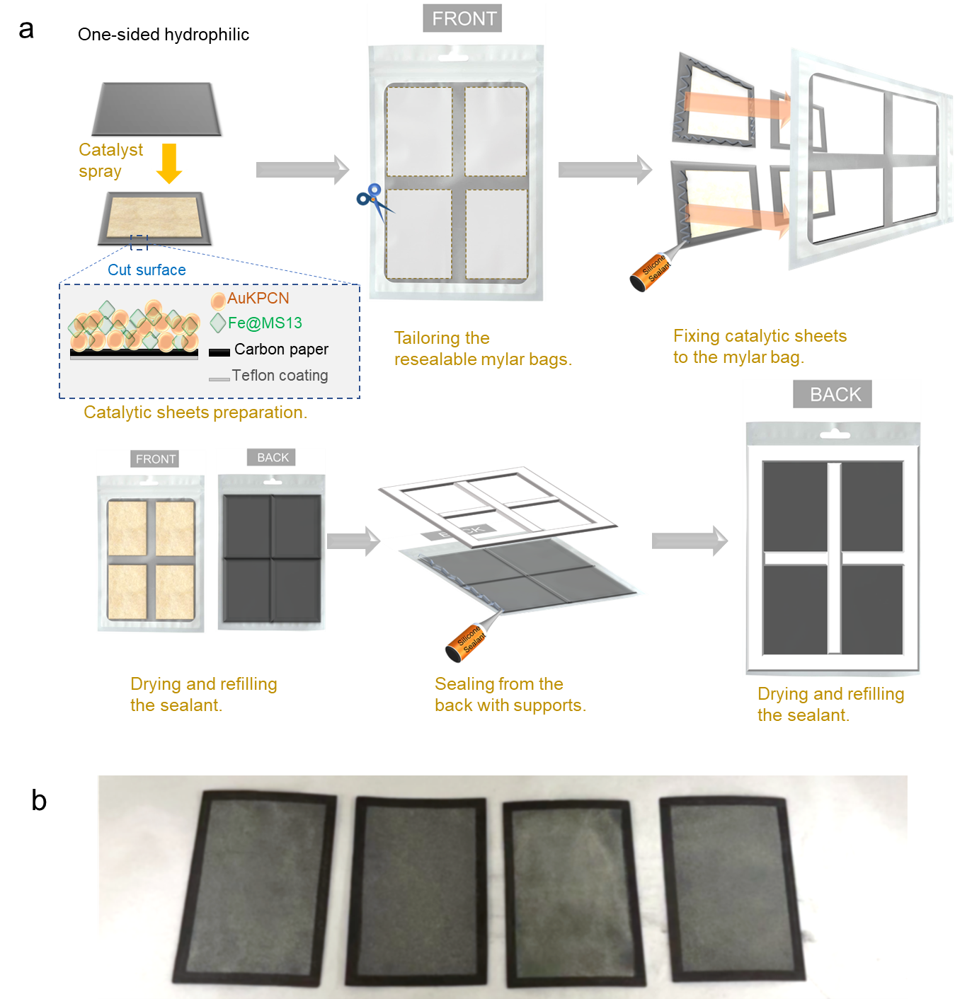 a
One-sided hydrophilic
FRONT
Catalyst
spray
Cut surface
AuKPCN
Fe@MS13
Carbon paper
Teflon coating
Catalytic sheets preparation.
Tailoring the
resealable mylar bags.
Silicone
Sealant
Fixing catalytic sheets
to the mylar bag.
BACK
FRONT
BACK
Drying and refilling
the sealant.
CK
Silicone
Sealant
Sealing from the
back with supports.
Drying and refilling
the sealant.
b